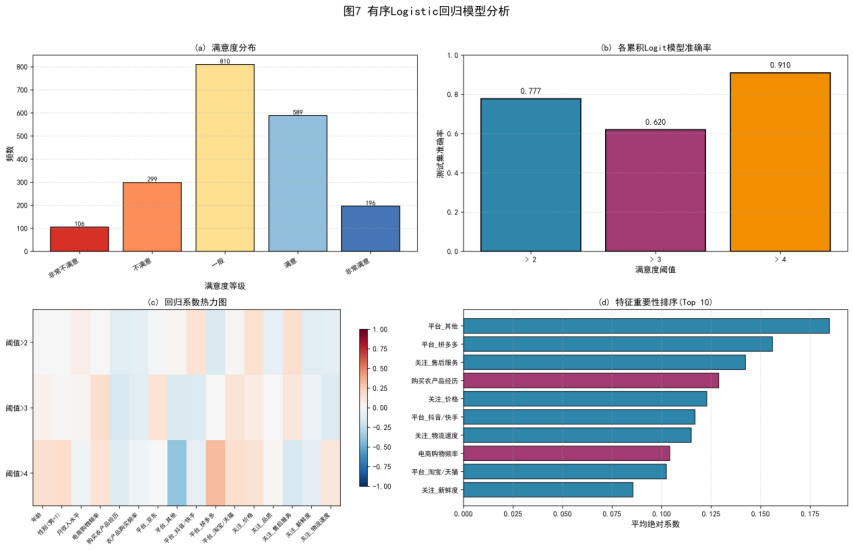 图7 有序Logistic回归模型分析
(a) 满意度分布
频数
800
700
600
500
400
300
200
100
0
106
299
810
589
196
非常不满意
不满意
一般
满意
非常满意
满意度等级
(b) 各累积Logit模型准确率
测试集准确率
1.0
0.8
0.6
0.4
0.2
0.0
0.777
0.620
0.910
> 2
> 3
> 4
满意度阈值
(c) 回归系数热力图
阈值>2
阈值>3
阈值>4
年龄
性别(男=1)
月收入水平
电商购物频率
购买农产品经历
农产品购买频率
平台_京东
平台_其他
平台_抖音/快手
平台_拼多多
平台_淘宝/天猫
关注_价格
关注_品质
关注_售后服务
关注_新鲜度
关注_物流速度
1.00
0.75
0.50
0.25
0.00
-0.25
-0.50
-0.75
-1.00
(d) 特征重要性排序(Top 10)
平台_其他
平台_拼多多
关注_售后服务
购买农产品经历
关注_价格
平台_抖音/快手
关注_物流速度
电商购物频率
平台_淘宝/天猫
关注_新鲜度
0.000
0.025
0.050
0.075
0.100
0.125
0.150
0.175
平均绝对系数